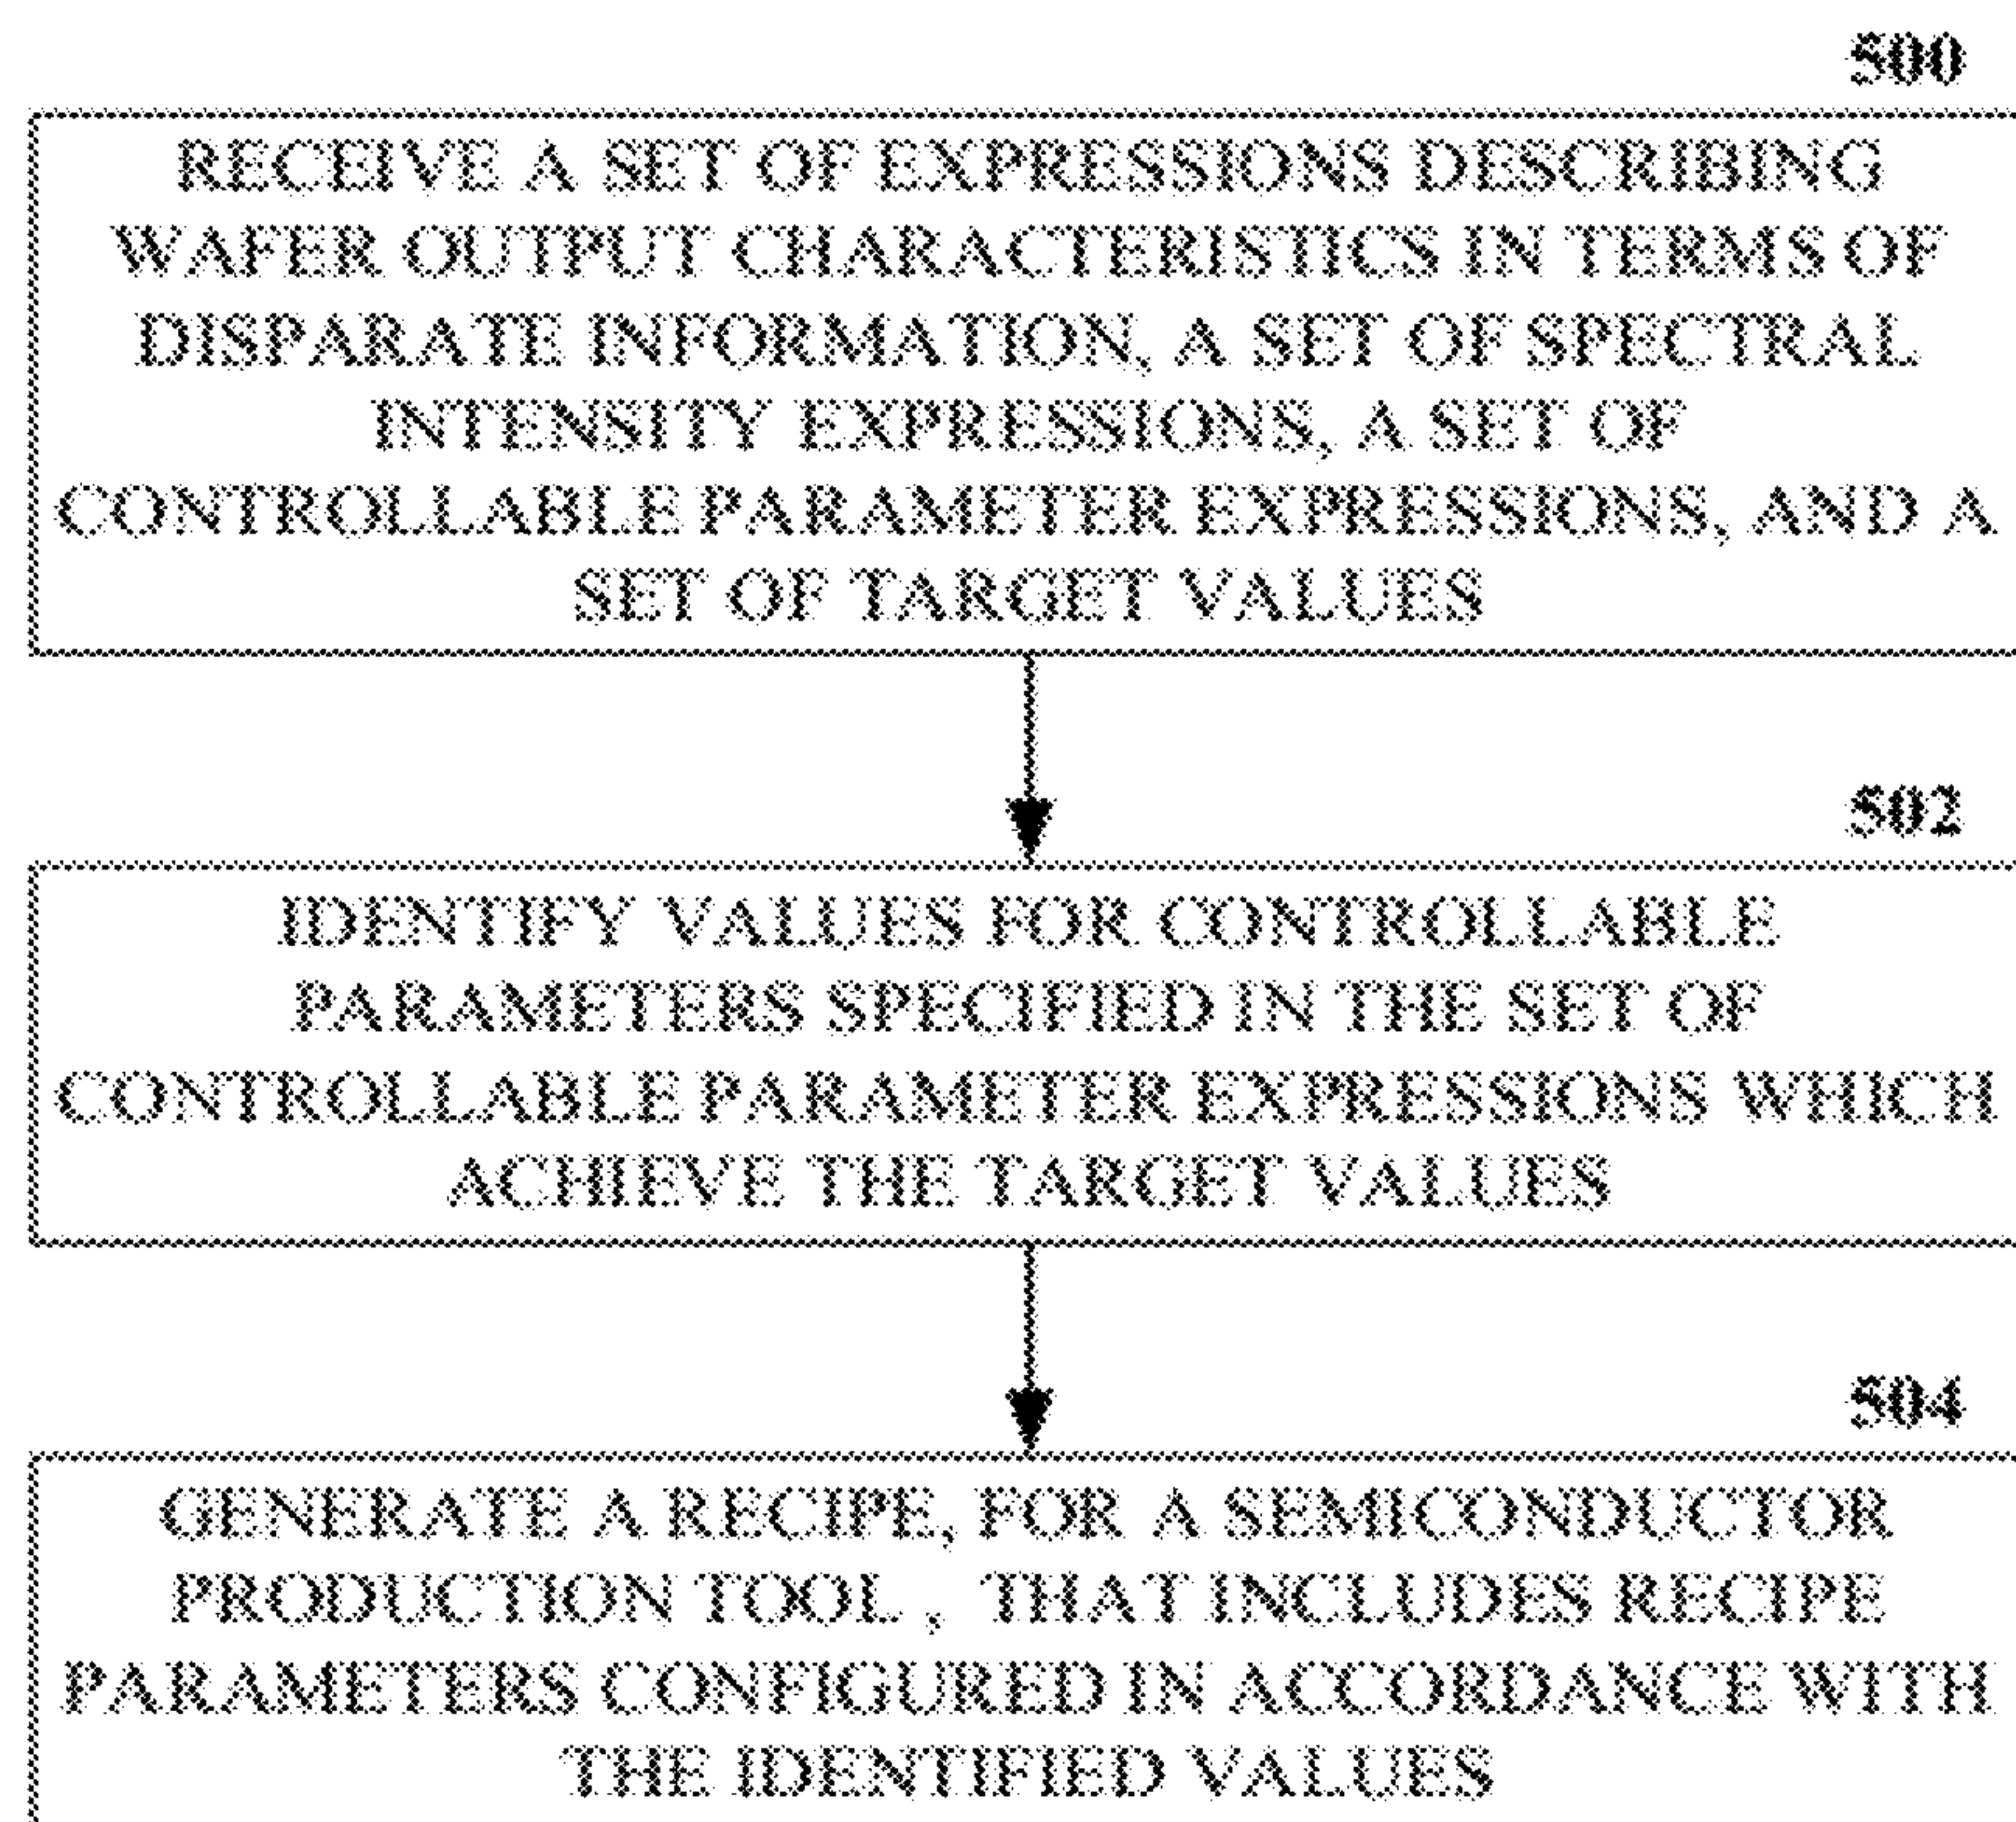 500
RECEIVE A SET OF EXPRESSIONS DESCRIBING
WAFER OUTPUT CHARACTERISTICS IN TERMS OF
DISPARATE INFORMATION, A SET OF SPECTRAL
INTENSITY EXPRESSIONS, A SET OF
CONTROLLABLE PARAMETER EXPRESSIONS, AND A
SET OF TARGET VALUES
502
IDENTIFY VALUES FOR CONTROLLABLE
PARAMETERS SPECIFIED IN THE SET OF
CONTROLLABLE PARAMETER EXPRESSIONS WHICH
ACHIEVE THE TARGET VALUES
504
GENERATE A RECIPE, FOR A SEMICONDUCTOR
PRODUCTION TOOL , THAT INCLUDES RECIPE
PARAMETERS CONFIGURED IN ACCORDANCE WITH
THE IDENTIFIED VALUES